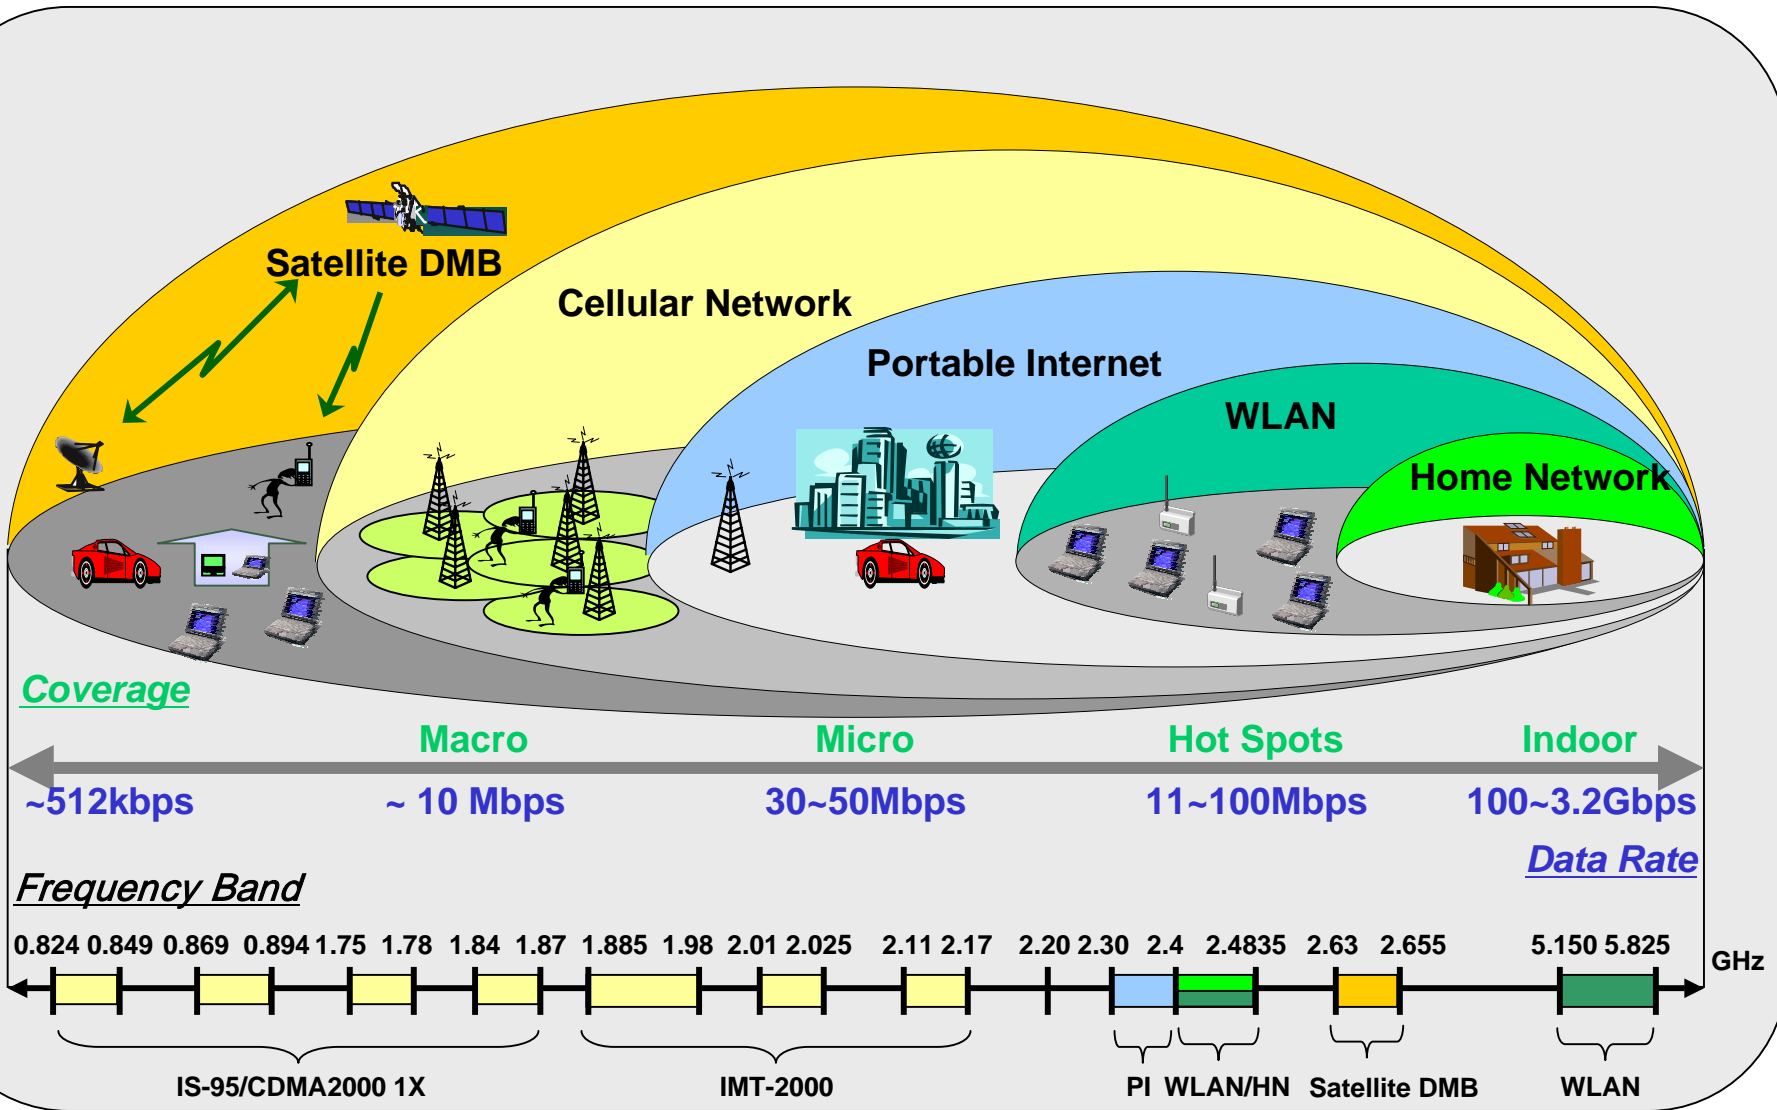 Satellite DMB
Cellular Network
Portable Internet
WLAN
Home Network
Coverage
Macro Micro Hot Spots Indoor
~512kbps ~ 10 Mbps 30~50Mbps 11~100Mbps 100~3.2Gbps
Data Rate
Frequency Band
0.824 0.849 0.869 0.894 1.75 1.78 1.84 1.87 1.885 1.98 2.01 2.025 2.11 2.17 2.20 2.30 2.4 2.4835 2.63 2.655 5.150 5.825 GHz
IS-95/CDMA2000 1X IMT-2000 PI WLAN/HN Satellite DMB WLAN